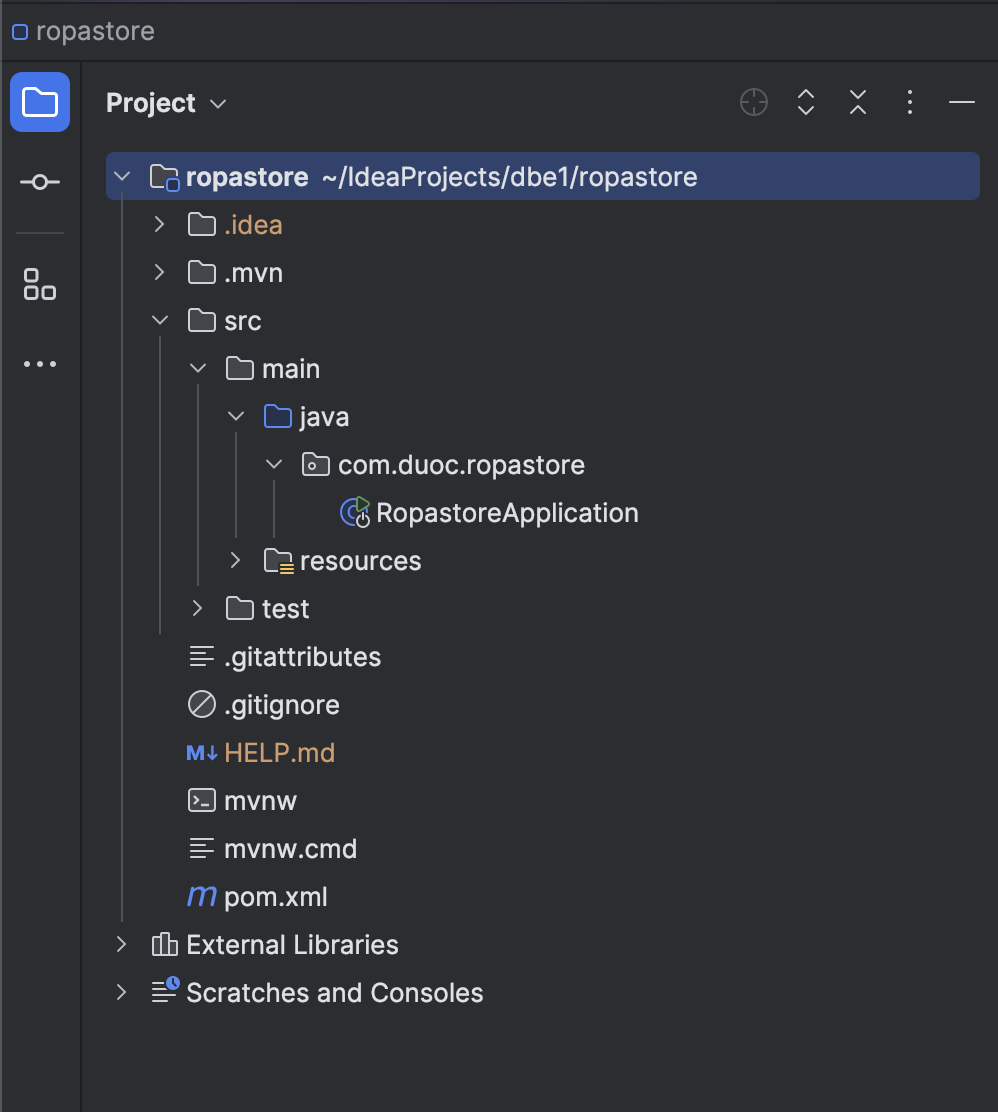 ropastore
Project
ropastore ~/IdeaProjects/dbe1/ropastore
.idea
.mvn
src
main
java
com.duoc.ropastore
RopastoreApplication
resources
test
.gitattributes
.gitignore
M↓ HELP.md
mvnw
mvnw.cmd
m pom.xml
External Libraries
Scratches and Consoles